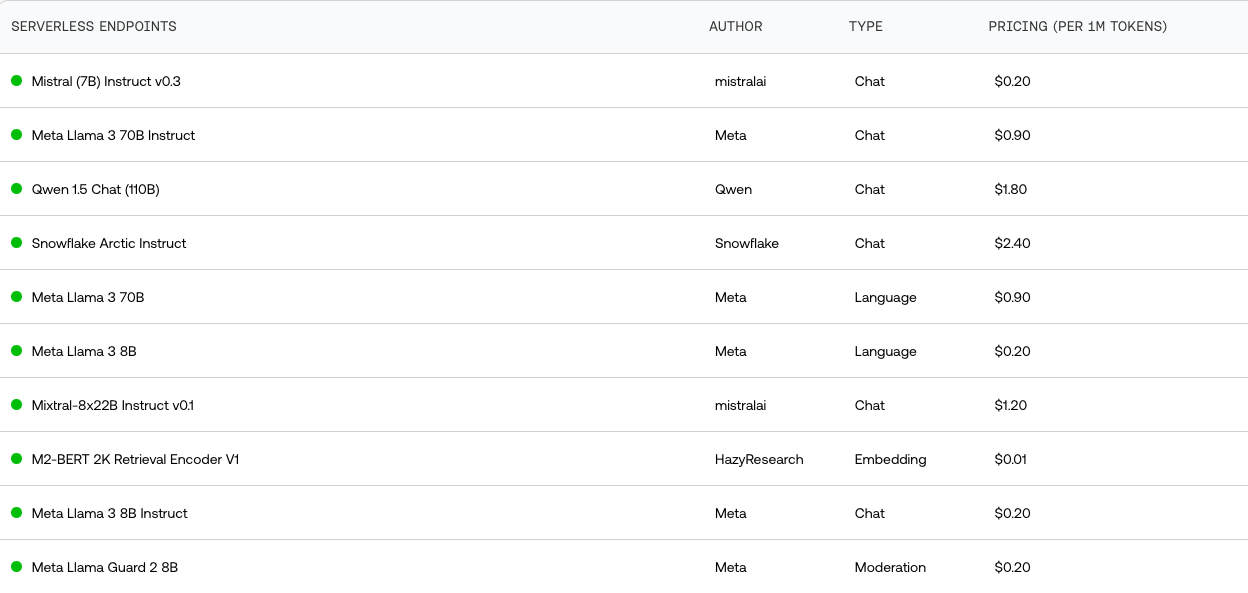 SERVERLESS ENDPOINTS AUTHOR TYPE PRICING (PER 1M TOKENS)
Mistral (7B) Instruct v0.3 mistralai Chat $0.20
Meta Llama 3 70B Instruct Meta Chat $0.90
Qwen 1.5 Chat (110B) Qwen Chat $1.80
Snowflake Arctic Instruct Snowflake Chat $2.40
Meta Llama 3 70B Meta Language $0.90
Meta Llama 3 8B Meta Language $0.20
Mixtral-8x22B Instruct v0.1 mistralai Chat $1.20
M2-BERT 2K Retrieval Encoder V1 HazyResearch Embedding $0.01
Meta Llama 3 8B Instruct Meta Chat $0.20
Meta Llama Guard 2 8B Meta Moderation $0.20